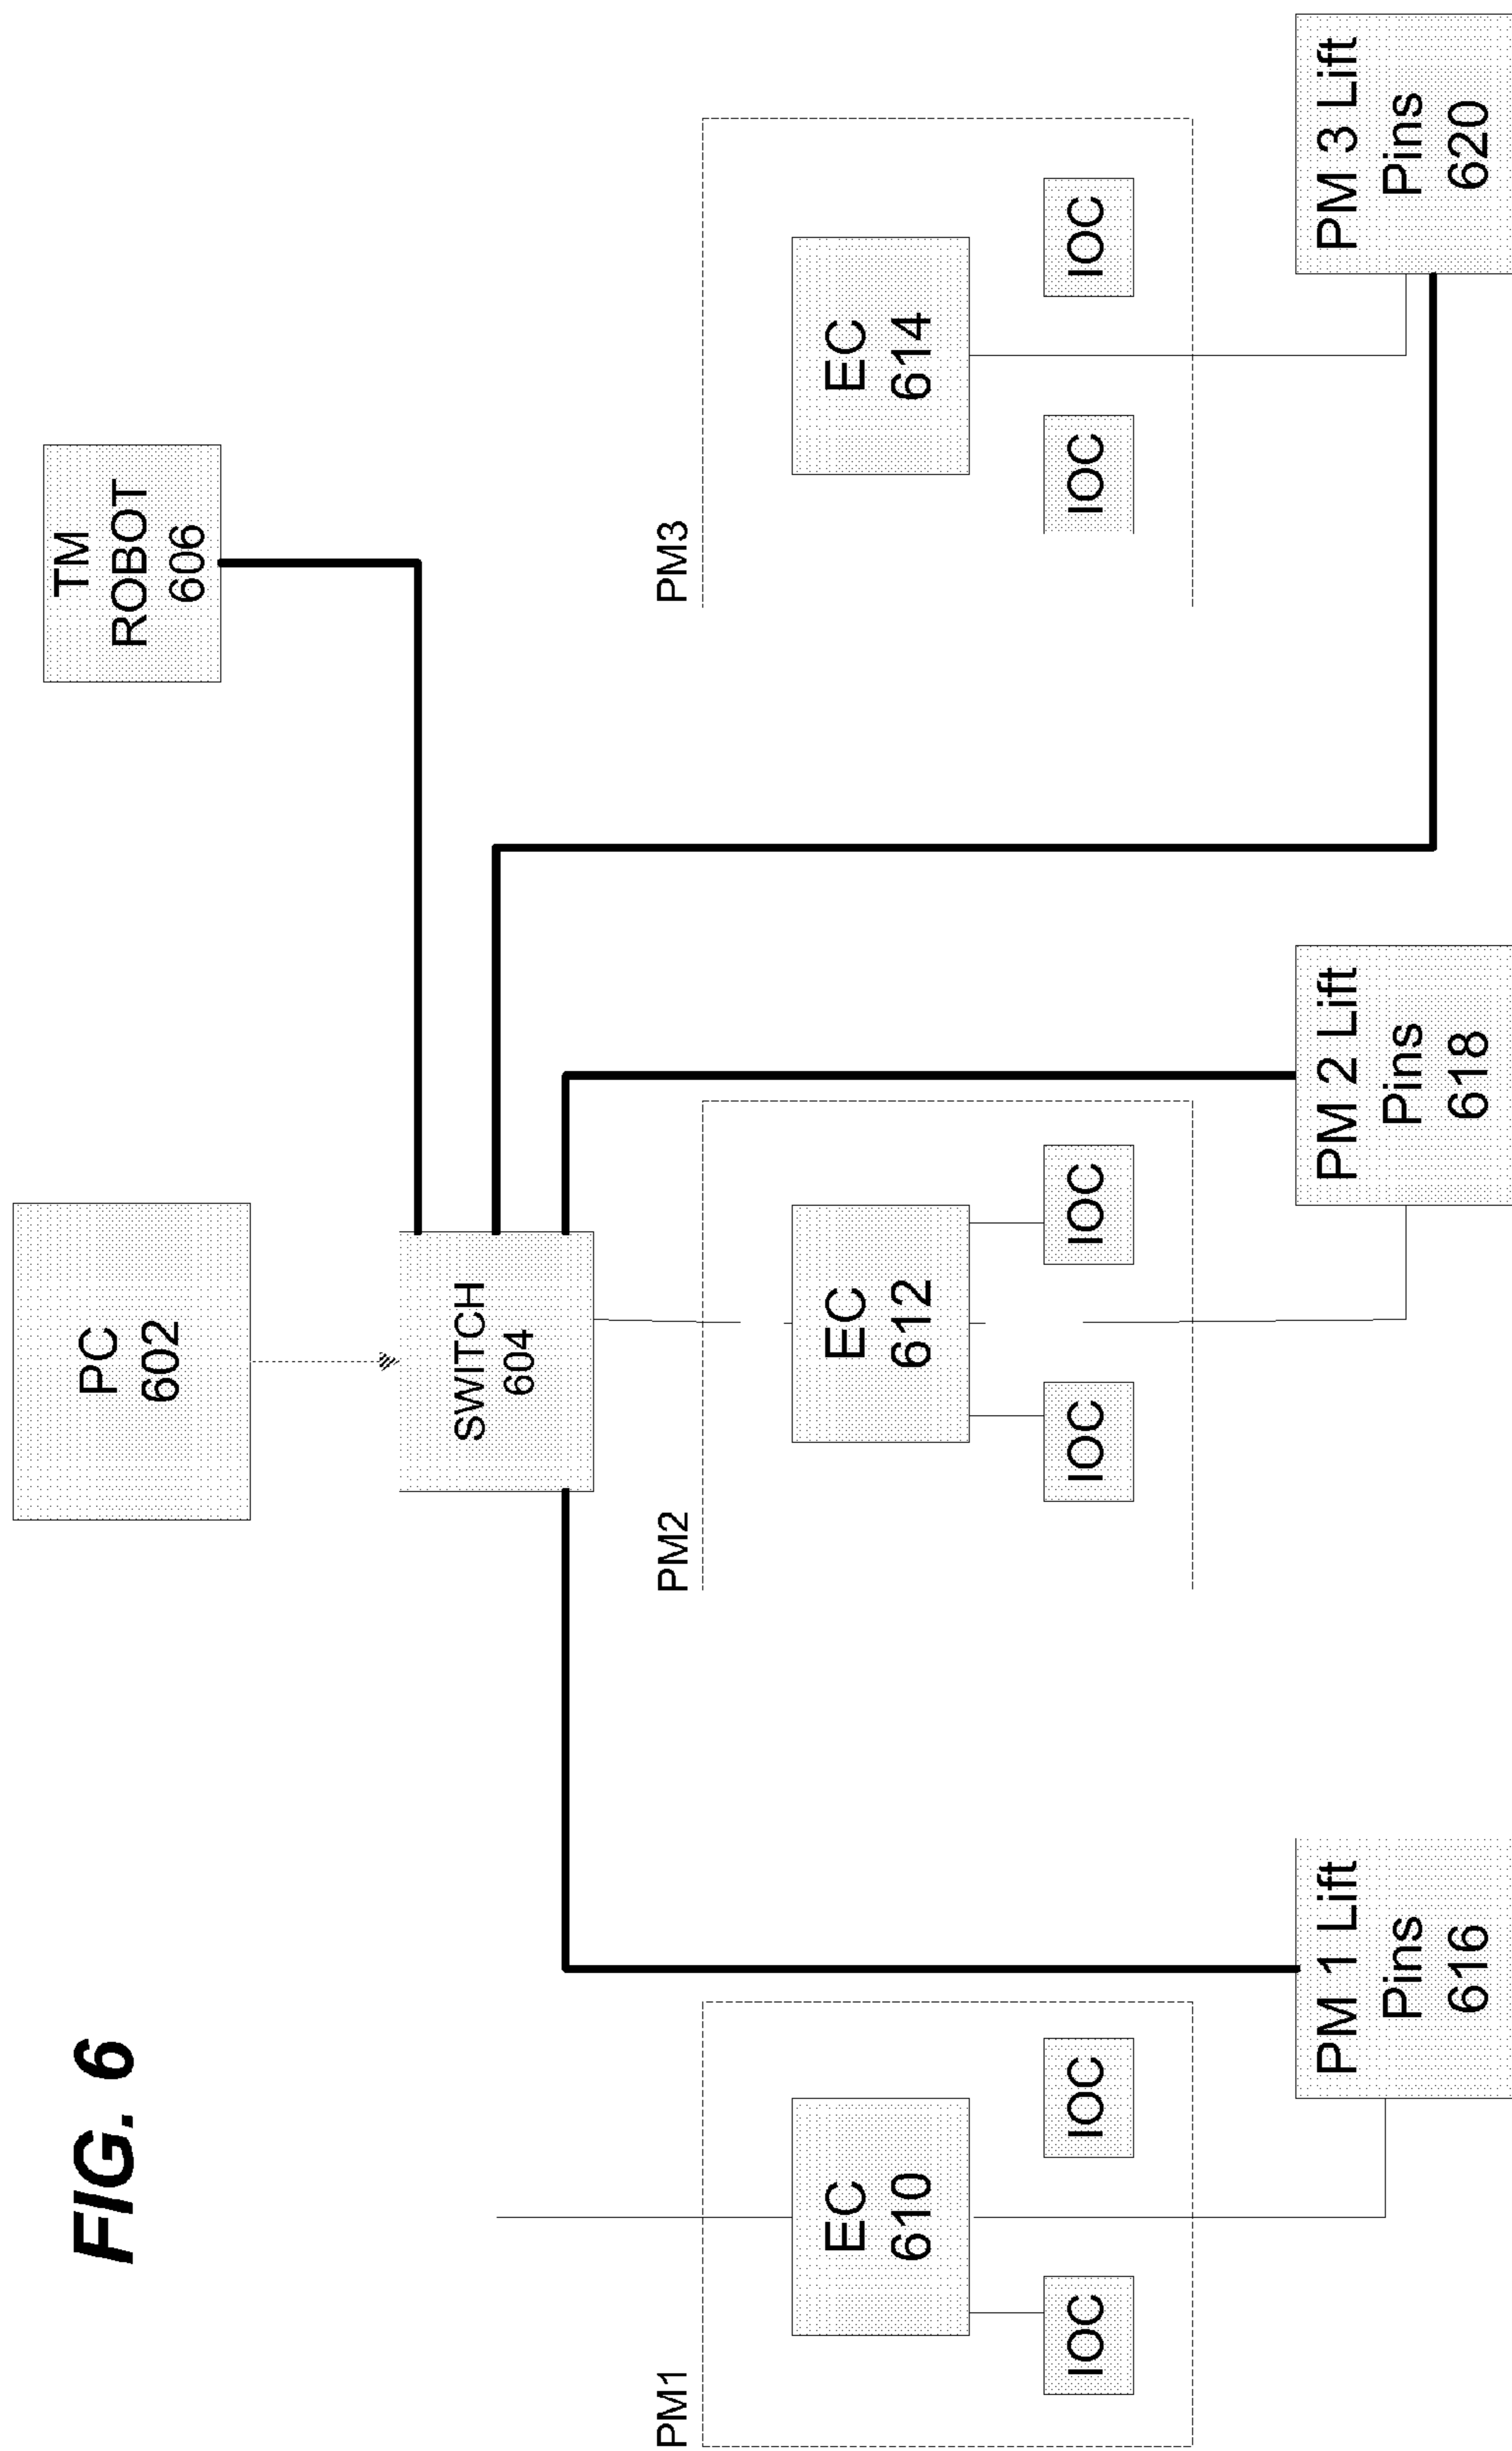 FIG. 6
PC
602
TM
ROBOT
606
SWITCH
604
PM1
EC
610
IOC
IOC
PM2
EC
612
IOC
IOC
PM3
EC
614
IOC
IOC
PM 1 Lift
Pins
616
PM 2 Lift
Pins
618
PM 3 Lift
Pins
620